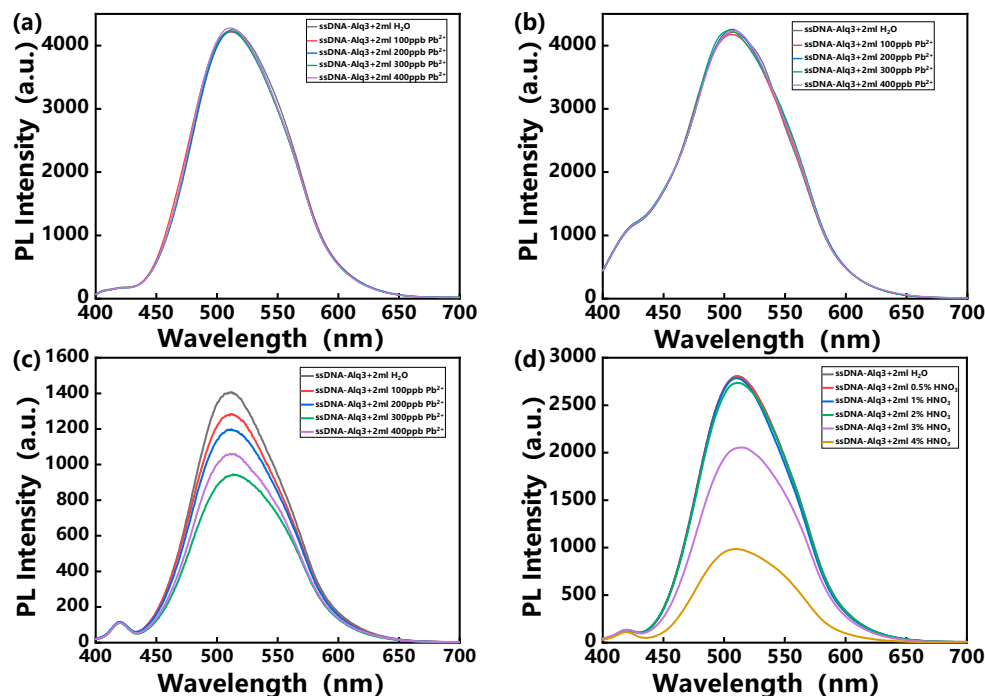 (a)
ssDNA-Alq3+2ml H₂O
ssDNA-Alq3+2ml 100ppb Pb²⁺
ssDNA-Alq3+2ml 200ppb Pb²⁺
ssDNA-Alq3+2ml 300ppb Pb²⁺
ssDNA-Alq3+2ml 400ppb Pb²⁺
PL Intensity (a.u.)
4000
3000
2000
1000
0
400 450 500 550 600 650 700
Wavelength (nm)
(b)
ssDNA-Alq3+2ml H₂O
ssDNA-Alq3+2ml 100ppb Pb²⁺
ssDNA-Alq3+2ml 200ppb Pb²⁺
ssDNA-Alq3+2ml 300ppb Pb²⁺
ssDNA-Alq3+2ml 400ppb Pb²⁺
PL Intensity (a.u.)
4000
3000
2000
1000
0
400 450 500 550 600 650 700
Wavelength (nm)
(c)
ssDNA-Alq3+2ml H₂O
ssDNA-Alq3+2ml 100ppb Pb²⁺
ssDNA-Alq3+2ml 200ppb Pb²⁺
ssDNA-Alq3+2ml 300ppb Pb²⁺
ssDNA-Alq3+2ml 400ppb Pb²⁺
PL Intensity (a.u.)
1600
1400
1200
1000
800
600
400
200
0
400 450 500 550 600 650 700
Wavelength (nm)
(d)
ssDNA-Alq3+2ml H₂O
ssDNA-Alq3+2ml 0.5% HNO₃
ssDNA-Alq3+2ml 1% HNO₃
ssDNA-Alq3+2ml 2% HNO₃
ssDNA-Alq3+2ml 3% HNO₃
ssDNA-Alq3+2ml 4% HNO₃
PL Intensity (a.u.)
3000
2500
2000
1500
1000
500
0
400 450 500 550 600 650 700
Wavelength (nm)